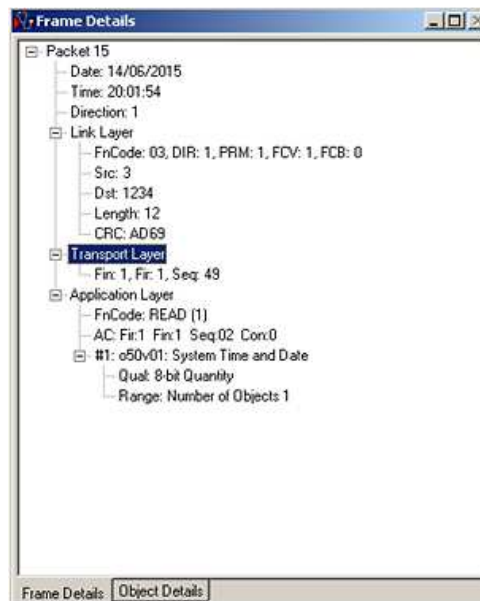 Frame Details
Packet 15
Date: 14/06/2015
Time: 20:01:54
Direction: 1
Link Layer
FnCode: 03, DIR: 1, PRM: 1, FCV: 1, FCB: 0
Src: 3
Dst: 1234
Length: 12
CRC: AD69
Transport Layer
Fin: 1, Fir: 1, Seq: 49
Application Layer
FnCode: READ (1)
AC: Fir:1 Fin:1 Seq:02 Con:0
#1: o50v01: System Time and Date
Qual: 8-bit Quantity
Range: Number of Objects 1
Frame Details Object Details